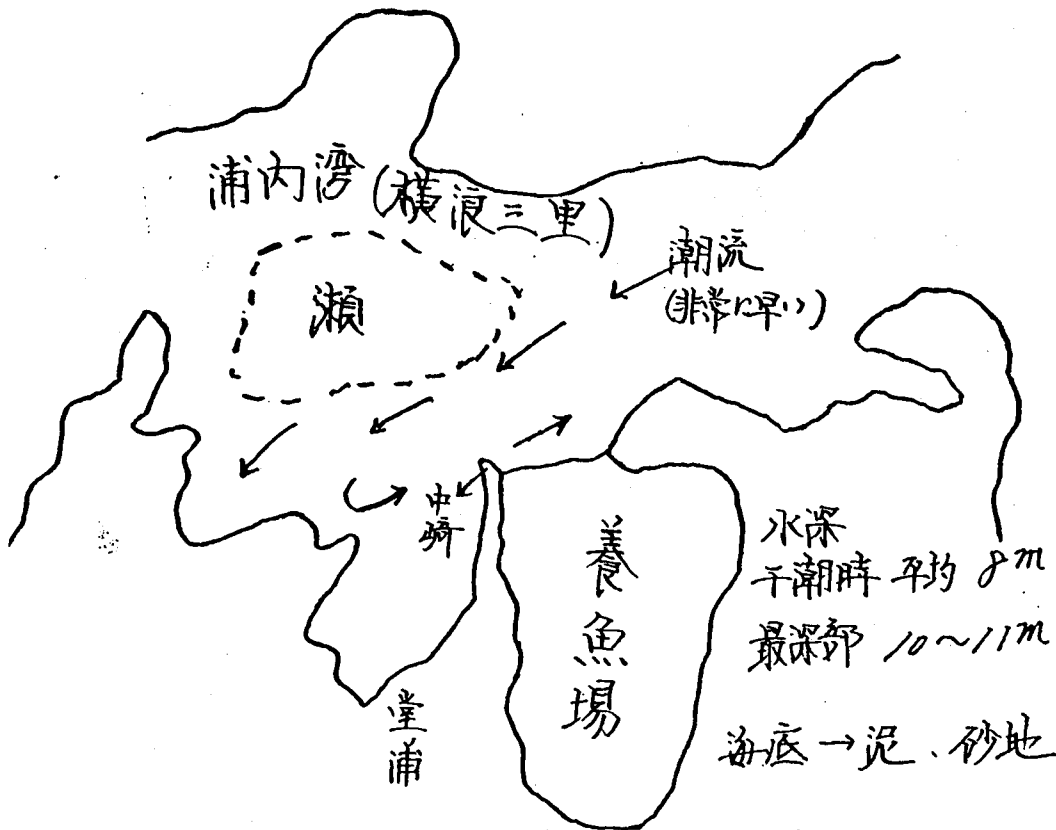 浦内湾(横浪三里)
瀬
潮流
(非常に早い)
中崎
養魚場
堂浦
水深
干潮時 平均 8m
最深部 10～11m
海底→泥、砂地